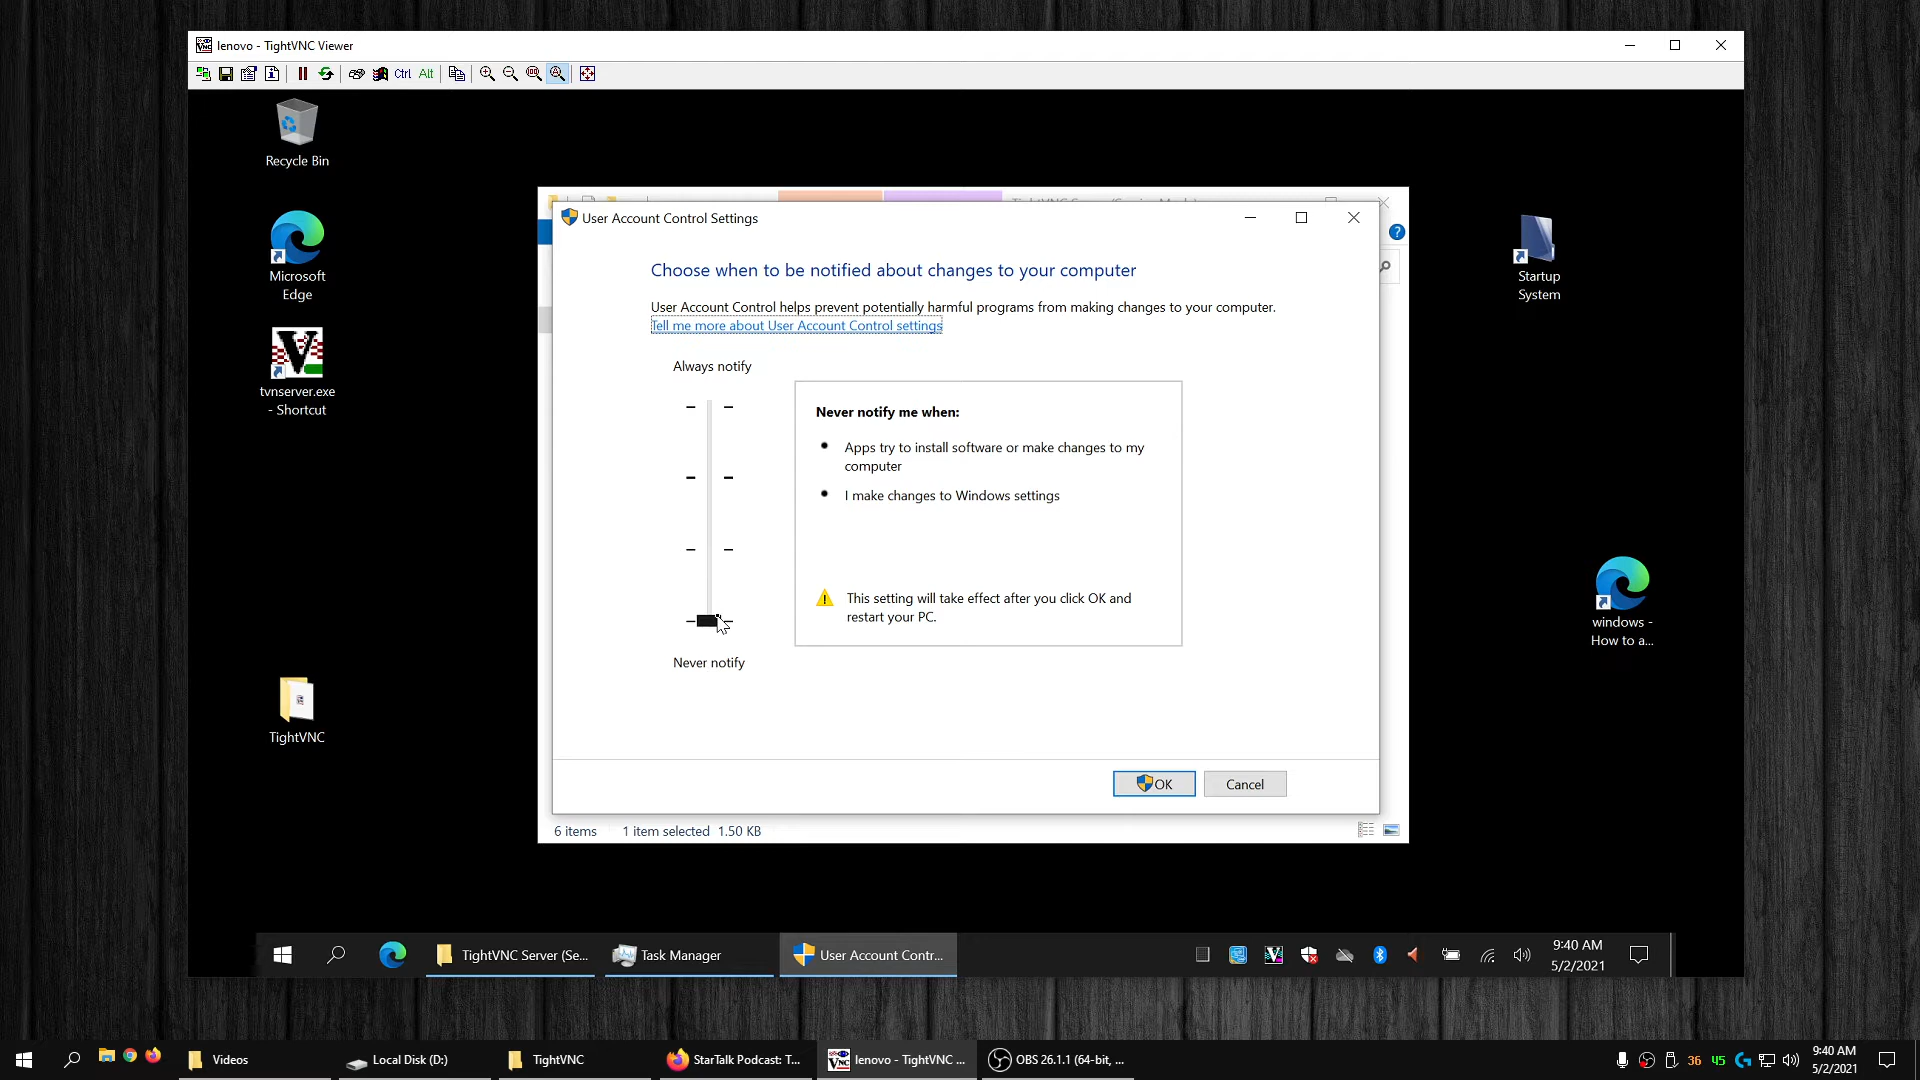 lenovo - TightVNC Viewer
Ctrl Alt
Recycle Bin
Microsoft
Edge
tvnserver.exe
- Shortcut
TightVNC
Startup
System
windows -
How to a...
User Account Control Settings
Choose when to be notified about changes to your computer
User Account Control helps prevent potentially harmful programs from making changes to your computer.
Tell me more about User Account Control settings
Always notify
Never notify me when:
Apps try to install software or make changes to my
computer
I make changes to Windows settings
This setting will take effect after you click OK and
restart your PC.
Never notify
OK
Cancel
6 items 1 item selected 1.50 KB
TightVNC Server (Se...
Task Manager
User Account Contr...
9:40 AM
5/2/2021
Videos
Local Disk (D:)
TightVNC
StarTalk Podcast: T...
lenovo - TightVNC ...
OBS 26.1.1 (64-bit, ...
36
45
9:40 AM
5/2/2021